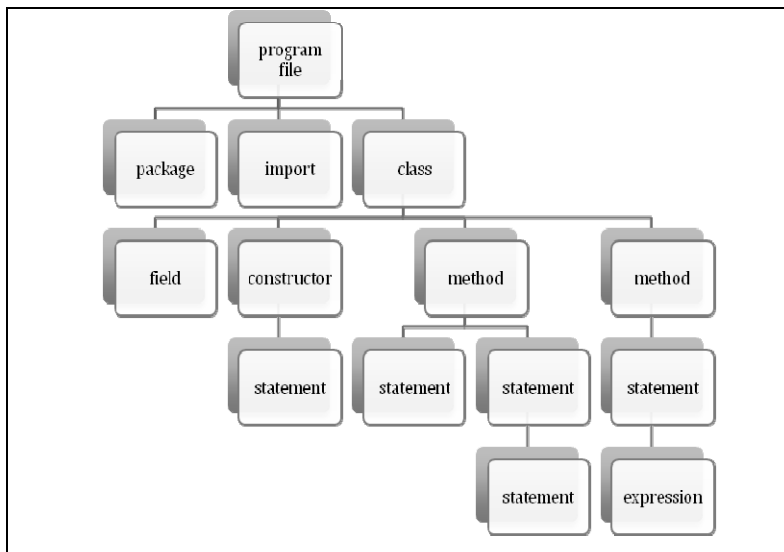 program
file
package
import
class
field
constructor
method
method
statement
statement
statement
statement
statement
expression